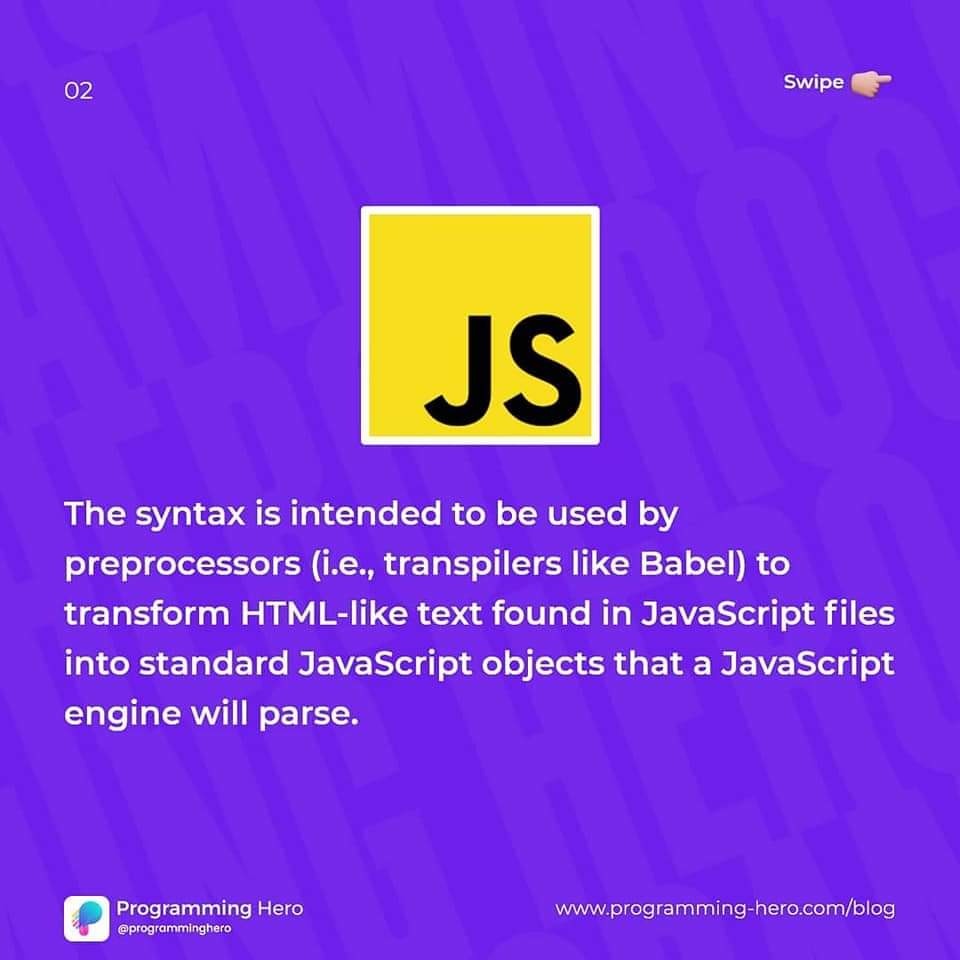 02
Swipe
JS
The syntax is intended to be used by
preprocessors (i.e., transpilers like Babel) to
transform HTML-like text found in JavaScript files
into standard JavaScript objects that a JavaScript
engine will parse.
Programming Hero
@programminghero
www.programming-hero.com/blog